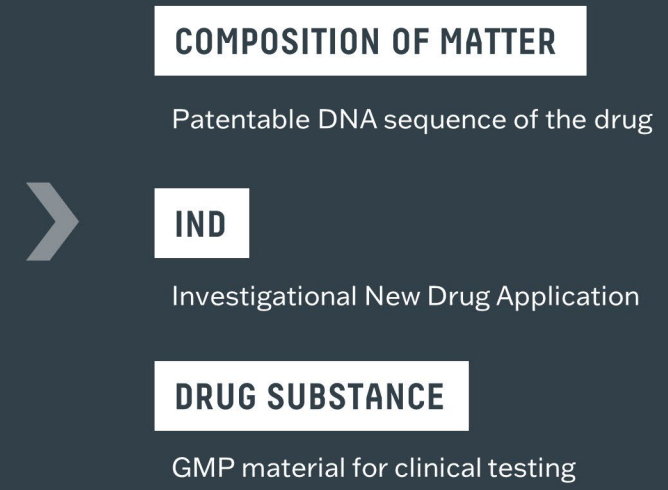 COMPOSITION OF MATTER
Patentable DNA sequence of the drug
IND
Investigational New Drug Application
DRUG SUBSTANCE
GMP material for clinical testing